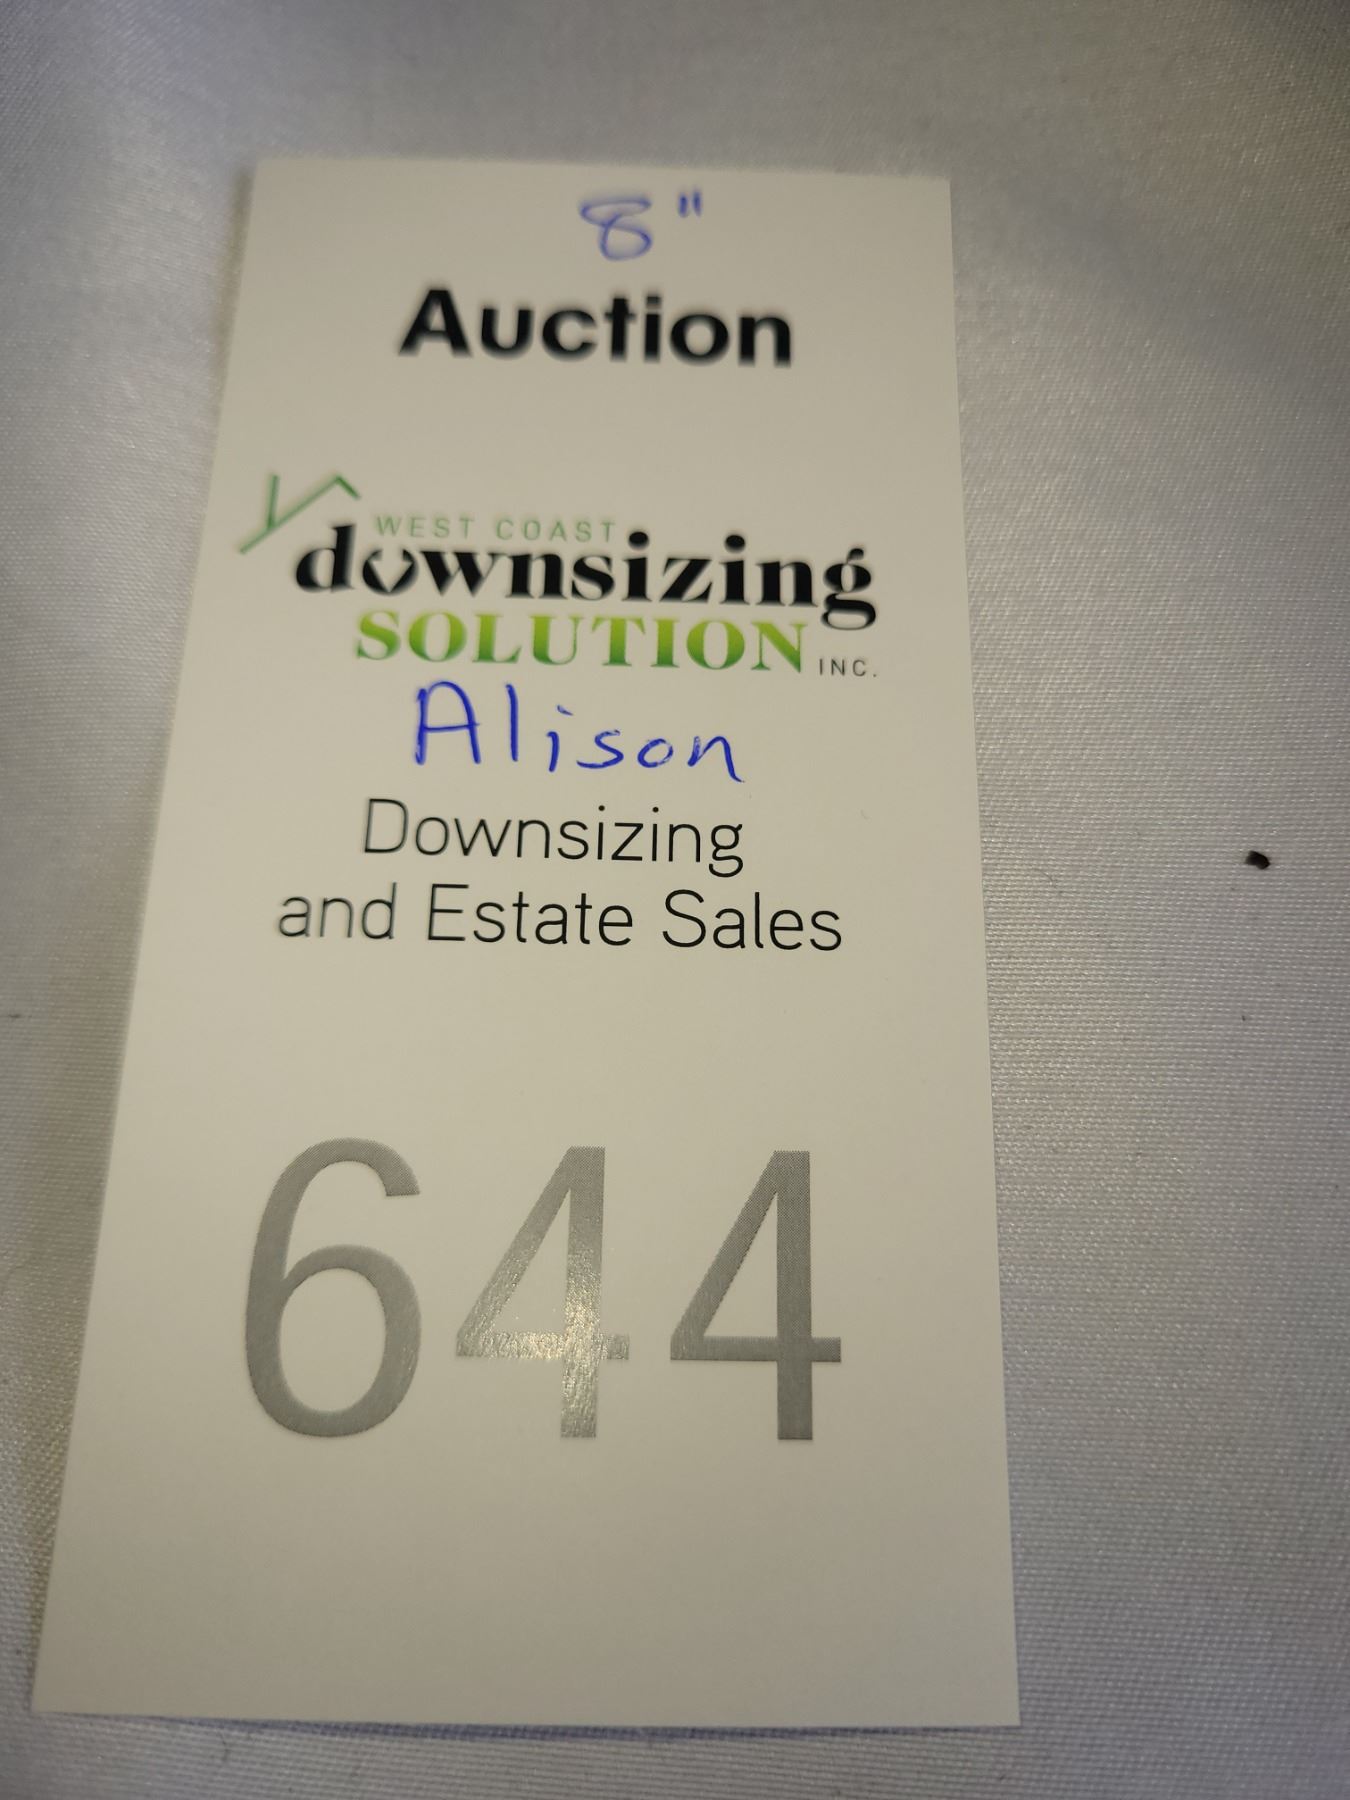 8"
Auction
WEST COAST
downsizing
SOLUTION INC.
Alison
Downsizing
and Estate Sales
644